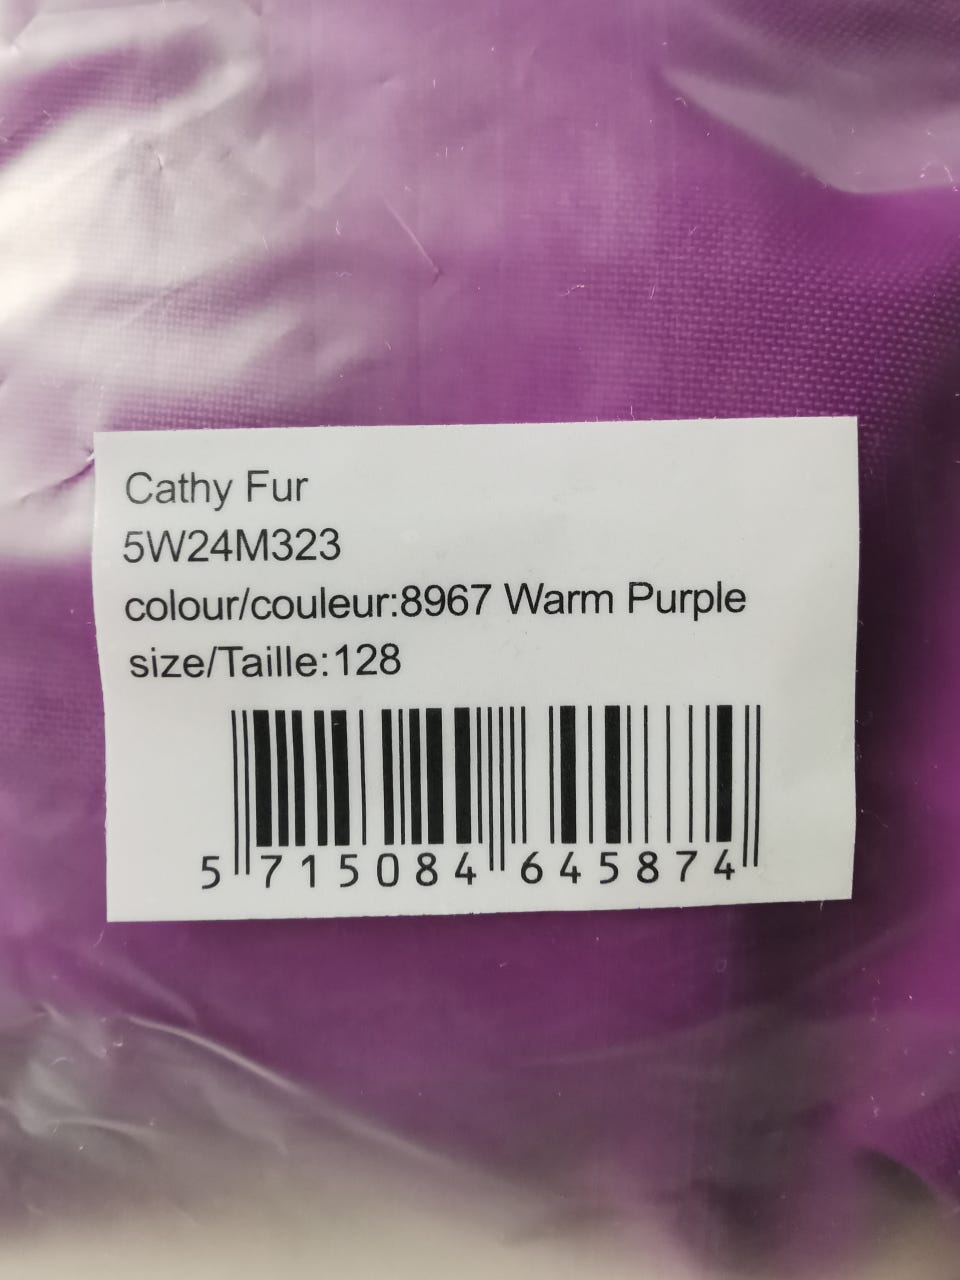 Cathy Fur
5W24M323
colour/couleur:8967 Warm Purple
size/Taille:128
5 715084 645874